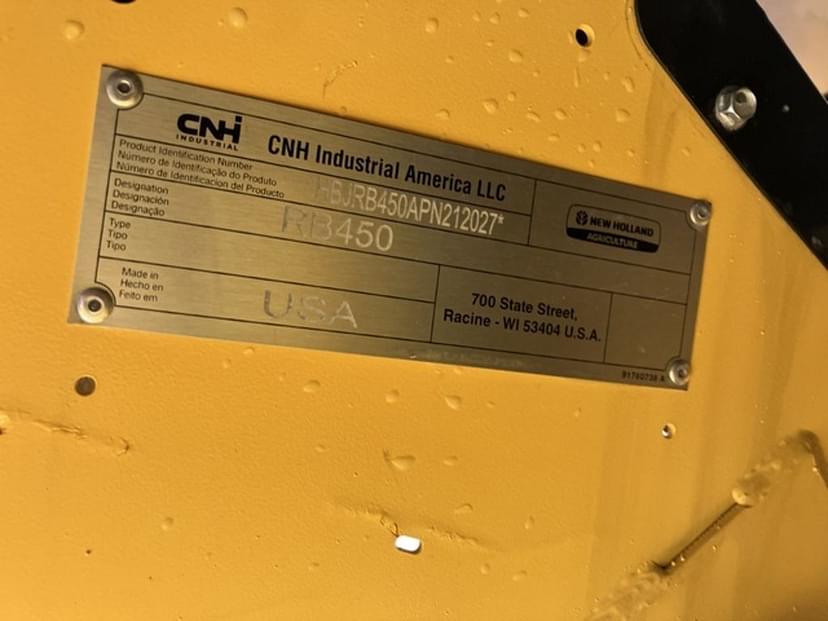 CNH
INDUSTRIAL
CNH Industrial America LLC
Product Identification Number
Número de Identificação do Produto
Número de Identificacion del Producto
HBJRB450APN212027*
NEW HOLLAND
AGRICULTURE
Designation
Designación
Designação
RB450
Type
Tipo
Tipo
Made in
Hecho en
Feito em
USA
700 State Street,
Racine - WI 53404 U.S.A.